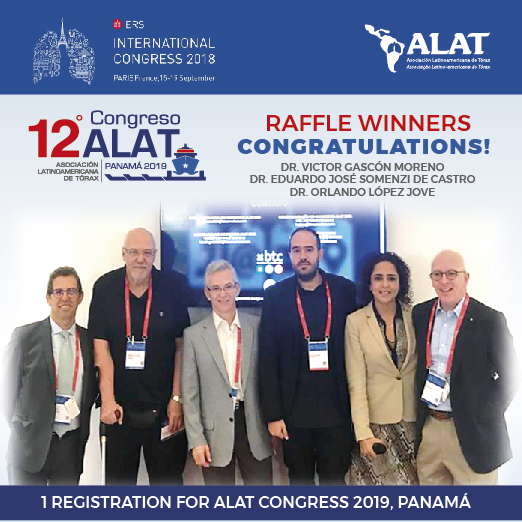 ERS
INTERNATIONAL
CONGRESS 2018
PARIS France, 15-19 September
ALAT
Asociación Latinoamericana de Tórax
Associação Latino-americana de Tórax
12° Congreso
ALAT
ASOCIACIÓN
LATINOAMERICANA
DE TÓRAX
PANAMÁ 2019
RAFFLE WINNERS
CONGRATULATIONS!
DR. VICTOR GASCÓN MORENO
DR. EDUARDO JOSÉ SOMENZI DE CASTRO
DR. ORLANDO LÓPEZ JOVE
btc
1 REGISTRATION FOR ALAT CONGRESS 2019, PANAMÁ